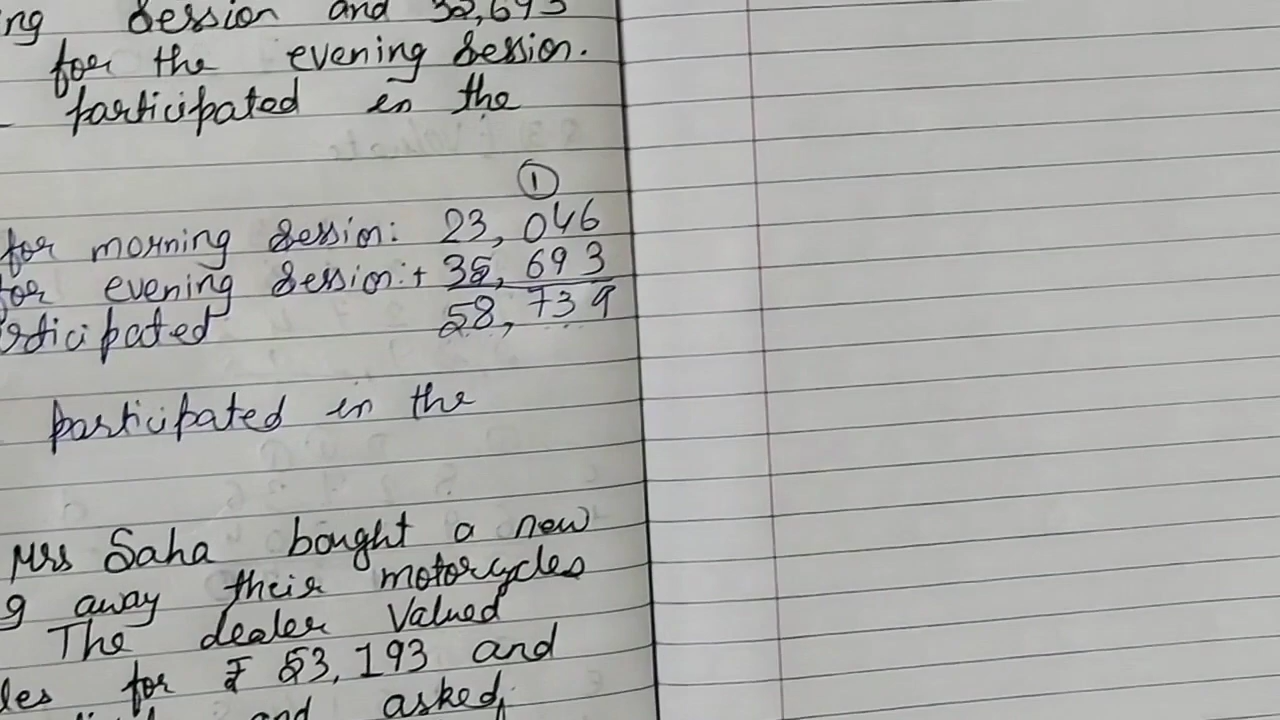 ng session and 32,693
for the evening session.
participated in the
①
for morning session: 23,046
for evening session: + 35,693
rticipated 58,739
participated in the
Mrs Saha bought a new
g away their motorcycles
The dealer valued
les for ₹ 53,193 and
and asked,